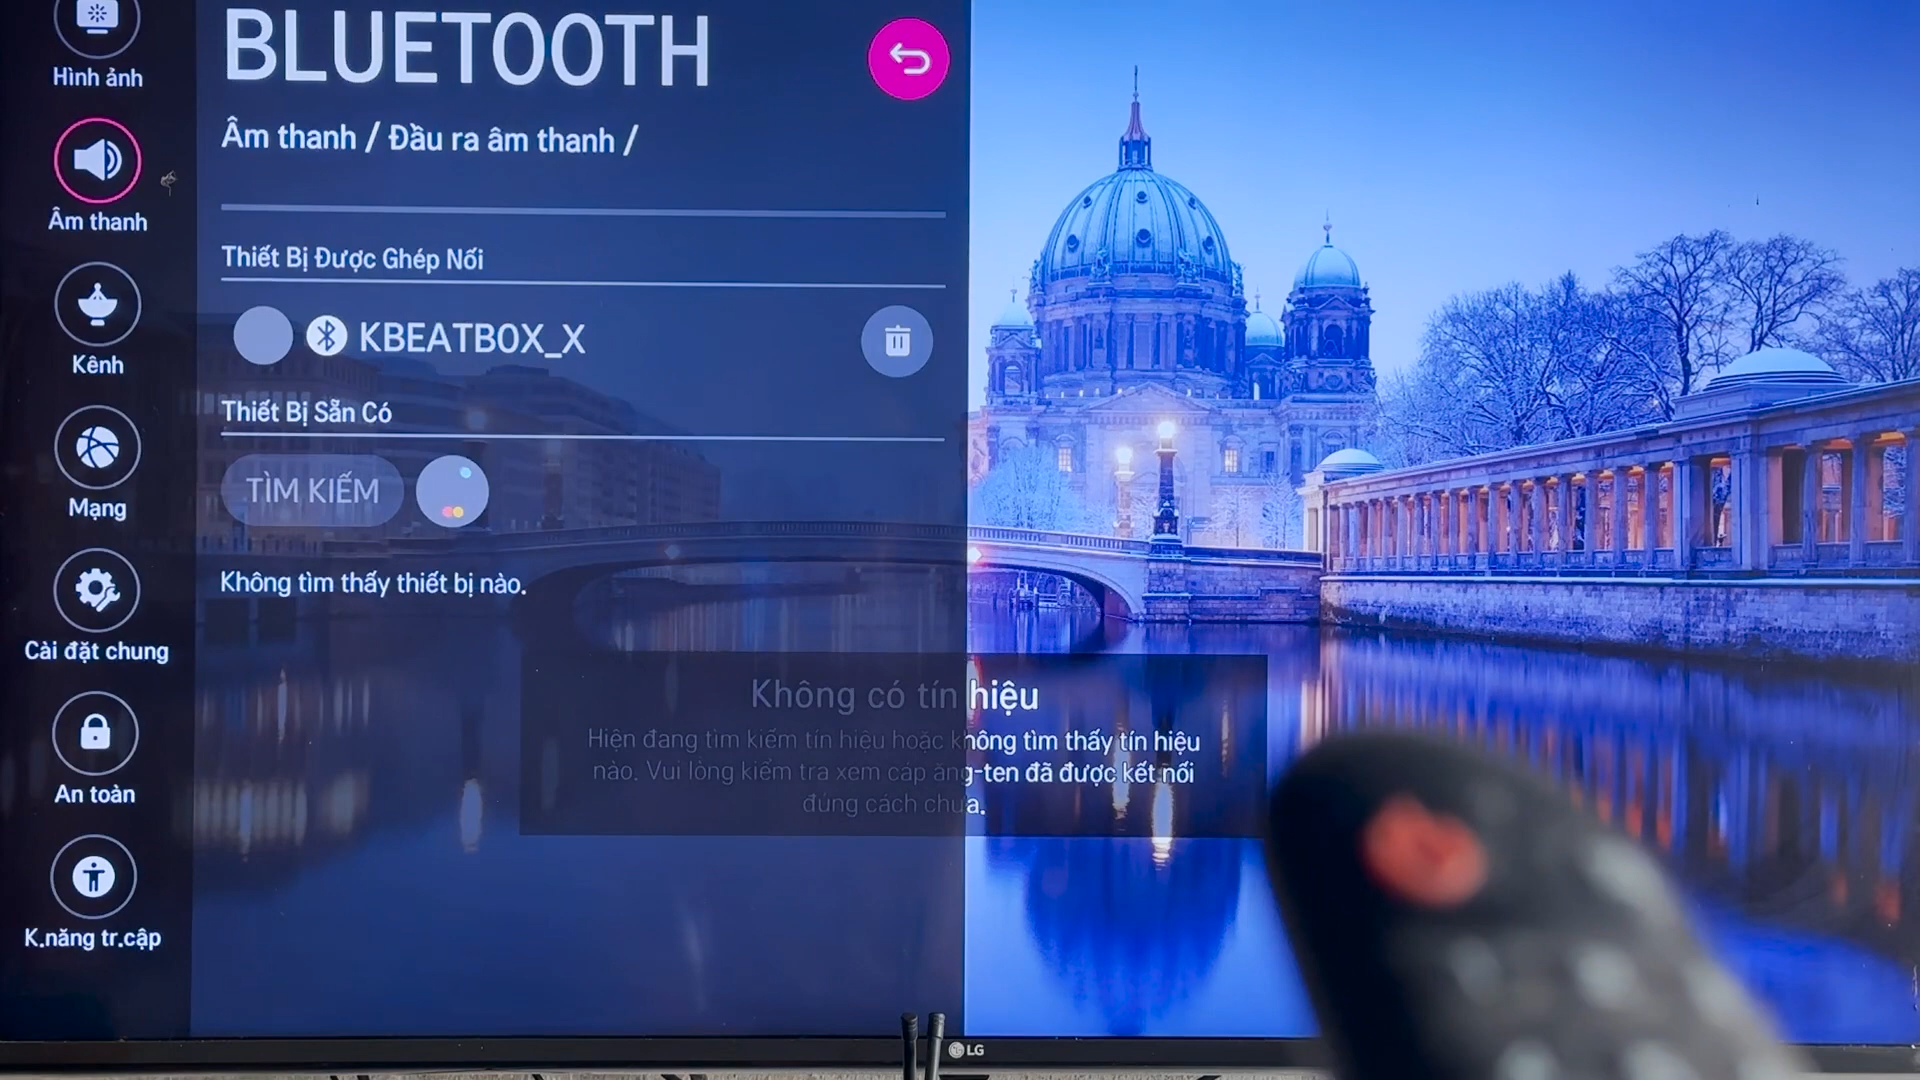 BLUETOOTH
Âm thanh / Đầu ra âm thanh /
Thiết Bị Được Ghép Nối
KBEATBOX_X
Thiết Bị Sẵn Có
TÌM KIẾM
Không tìm thấy thiết bị nào.
Hình ảnh
Âm thanh
Kênh
Mạng
Cài đặt chung
An toàn
K.năng tr.cập
Không có tín hiệu
Hiện đang tìm kiếm tín hiệu hoặc không tìm thấy tín hiệu
nào. Vui lòng kiểm tra xem cáp ăng-ten đã được kết nối
đúng cách chưa.
LG